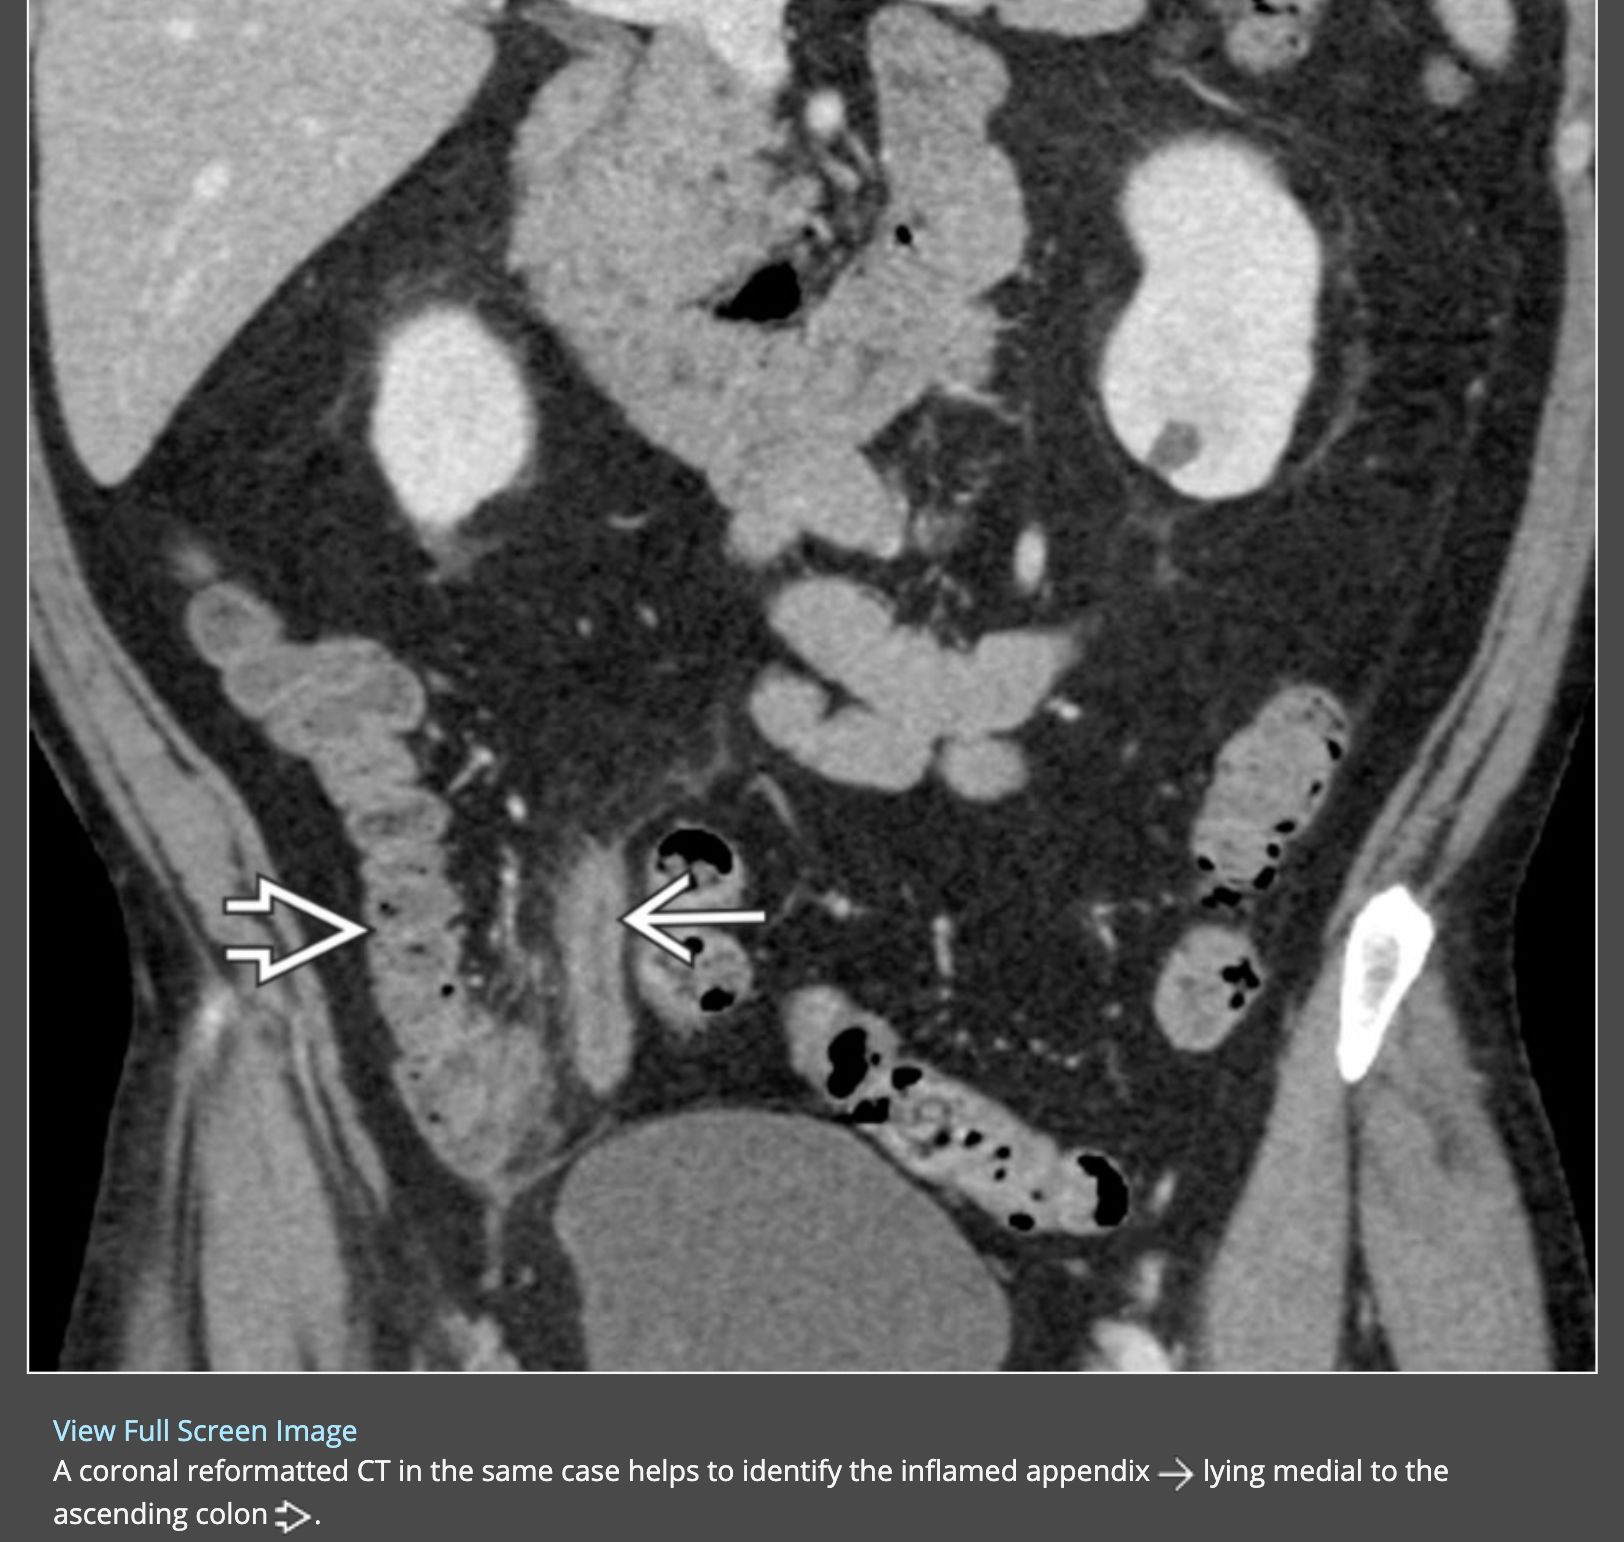 View Full Screen Image
A coronal reformatted CT in the same case helps to identify the inflamed appendix → lying medial to the
ascending colon ⇨.